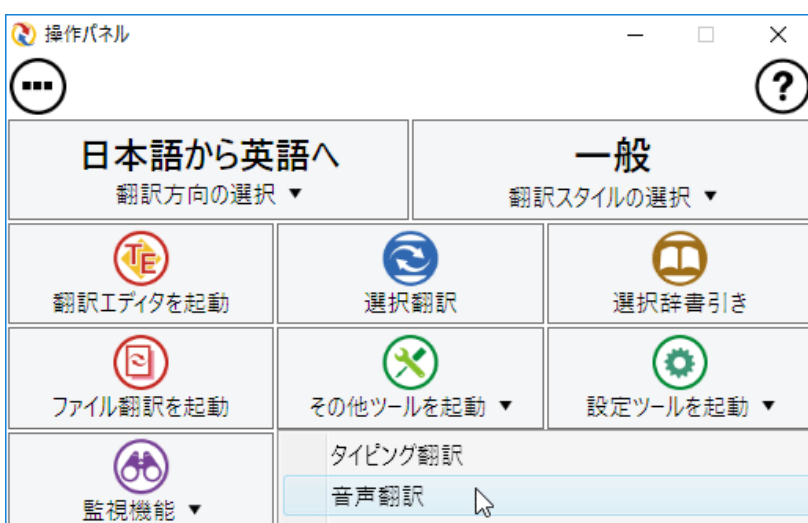 操作パネル
日本語から英語へ
翻訳方向の選択 ▼
一般
翻訳スタイルの選択 ▼
TE
翻訳エディタを起動
選択翻訳
選択辞書引き
ファイル翻訳を起動
その他ツールを起動 ▼
設定ツールを起動 ▼
監視機能 ▼
タイピング翻訳
音声翻訳